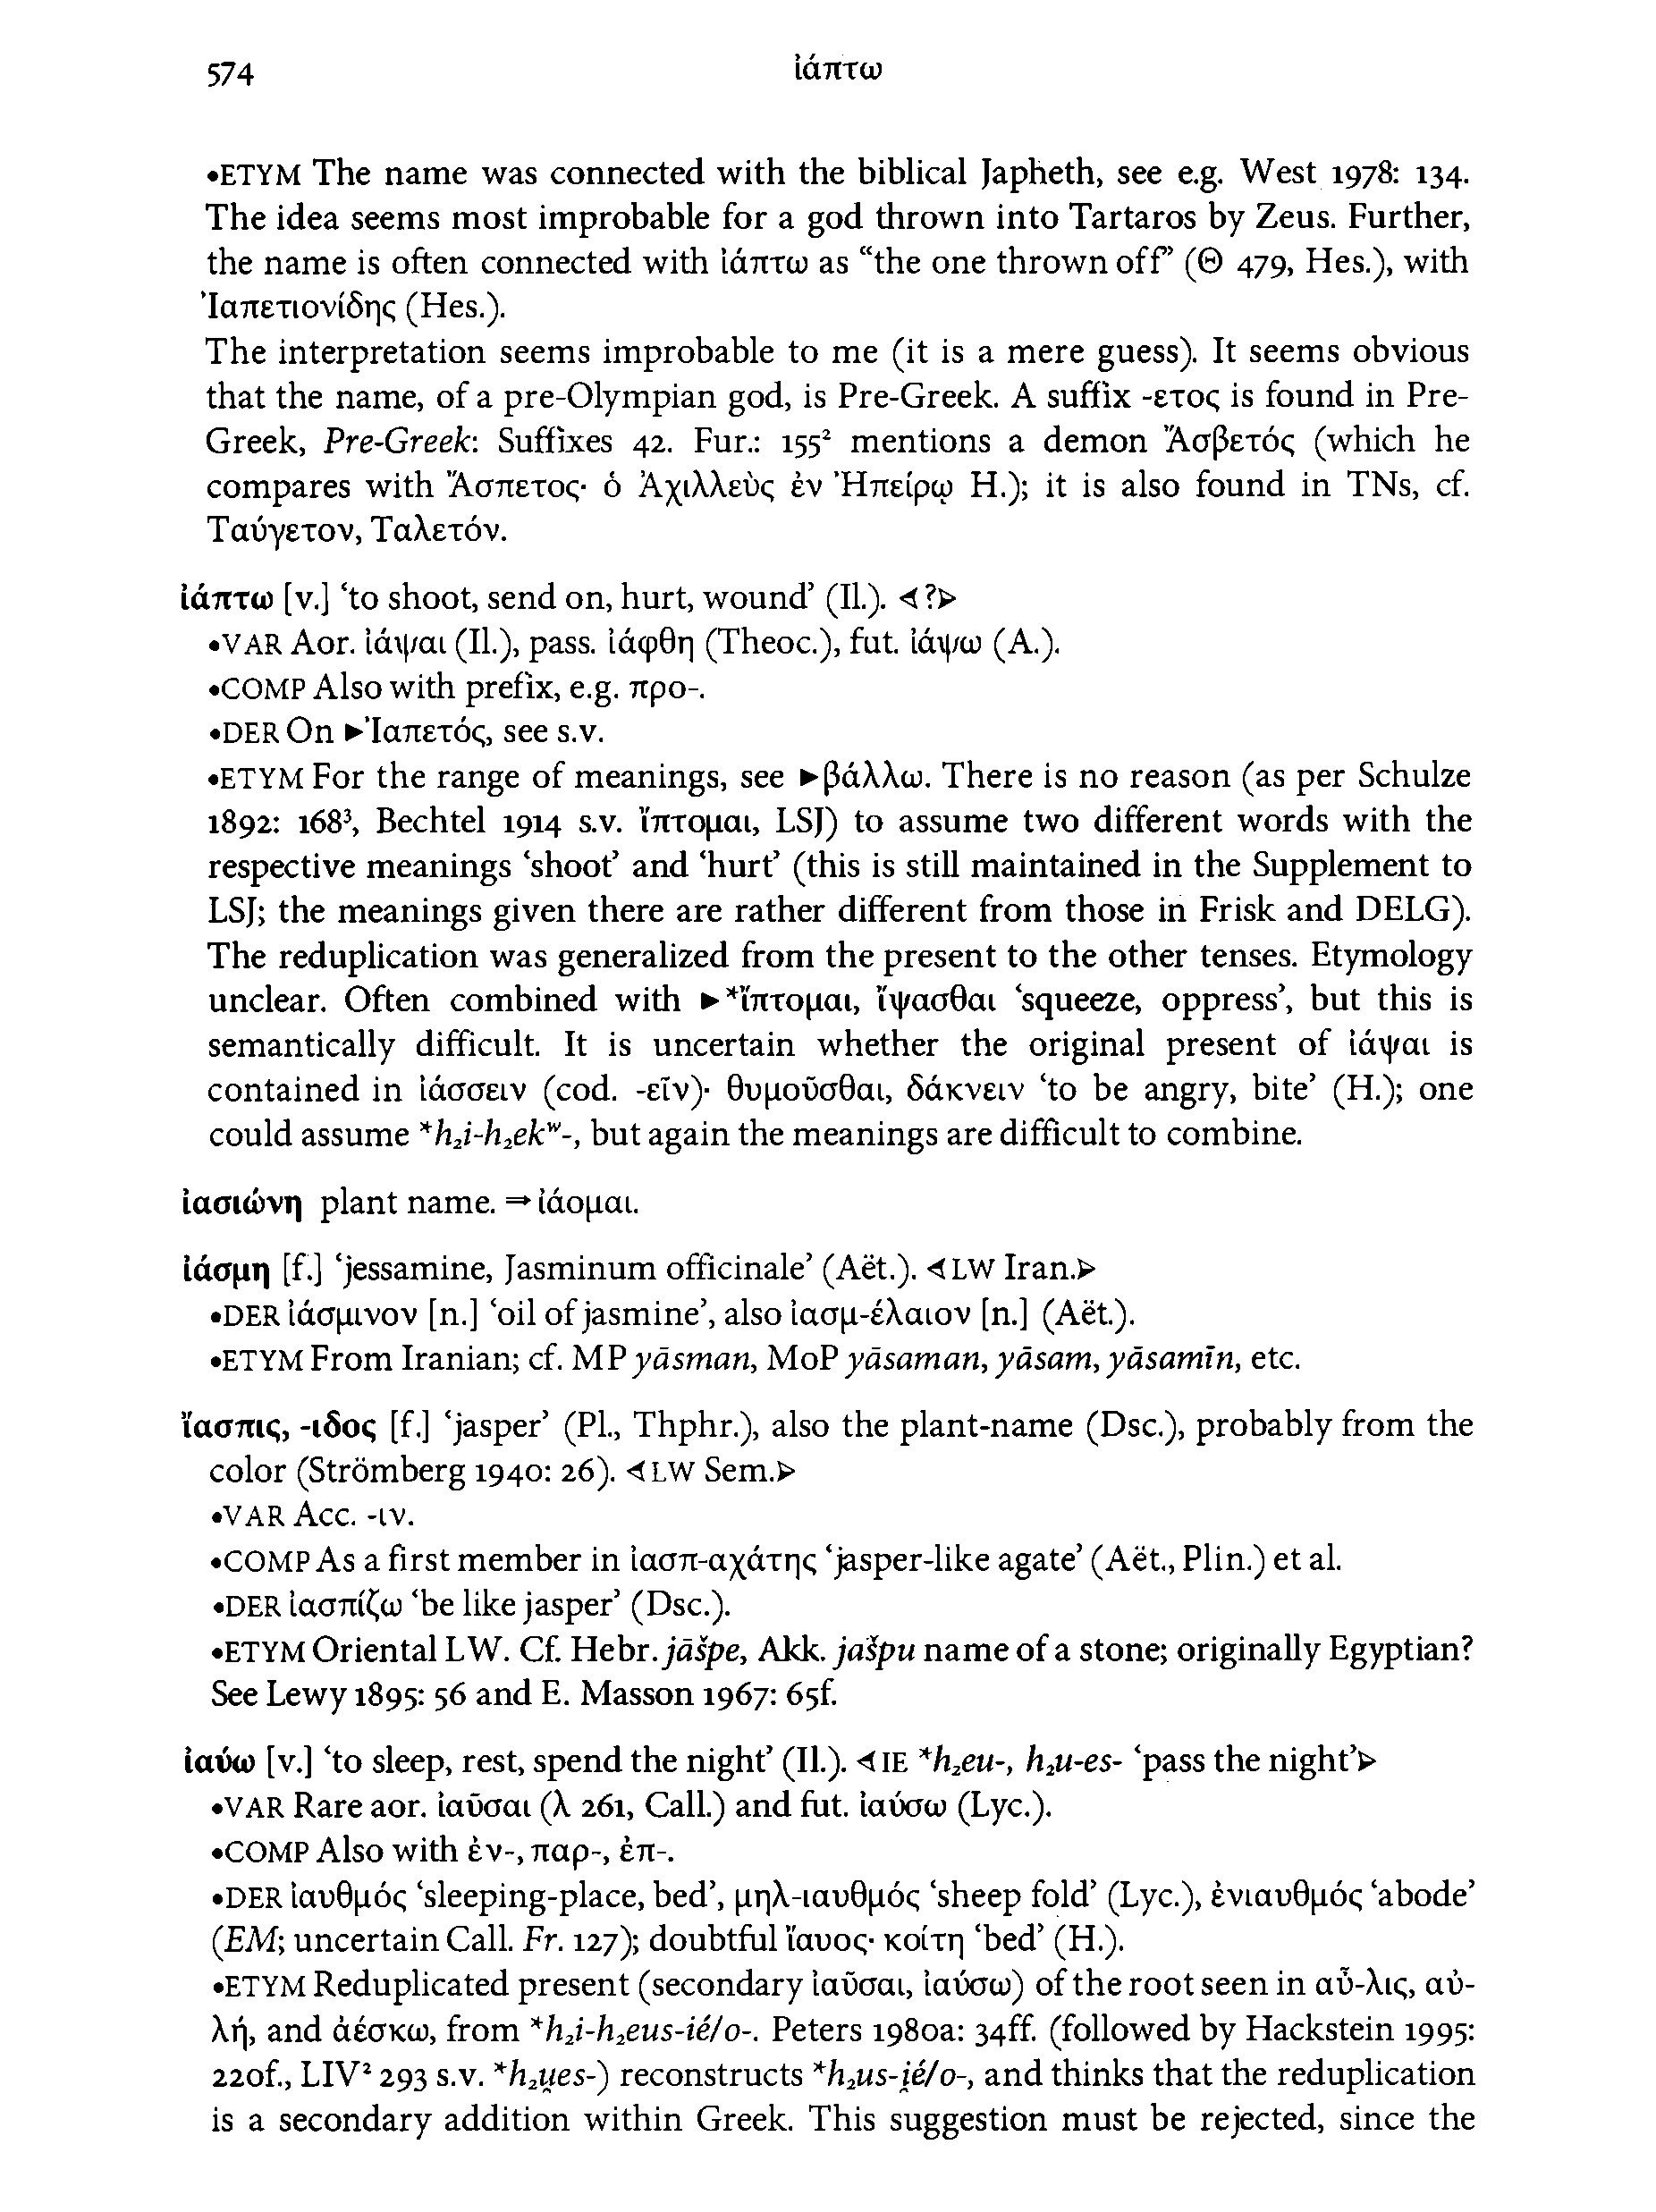 574 ἰάπτω
•ETYM The name was connected with the biblical Japheth, see e.g. West 1978: 134.
The idea seems most improbable for a god thrown into Tartaros by Zeus. Further,
the name is often connected with ἰάπτω as “the one thrown off” (Θ 479, Hes.), with
Ἰαπετιονίδης (Hes.).
The interpretation seems improbable to me (it is a mere guess). It seems obvious
that the name, of a pre-Olympian god, is Pre-Greek. A suffix -ετος is found in Pre-
Greek, Pre-Greek: Suffixes 42. Fur.: 155² mentions a demon Ἄσβετός (which he
compares with Ἄσπετος· ὁ Ἀχιλλεὺς ἐν Ἠπείρῳ H.); it is also found in TNs, cf.
Ταΰγετον, Ταλετόν.
ἰάπτω [v.] ‘to shoot, send on, hurt, wound’ (Il.). ⊲?⊳
•VAR Aor. ἰάψαι (Il.), pass. ἰάφθη (Theoc.), fut. ἰάψω (A.).
•COMP Also with prefix, e.g. προ-.
•DER On ►Ἰαπετός, see s.v.
•ETYM For the range of meanings, see ►βάλλω. There is no reason (as per Schulze
1892: 168³, Bechtel 1914 s.v. ἴπτομαι, LSJ) to assume two different words with the
respective meanings ‘shoot’ and ‘hurt’ (this is still maintained in the Supplement to
LSJ; the meanings given there are rather different from those in Frisk and DELG).
The reduplication was generalized from the present to the other tenses. Etymology
unclear. Often combined with ►*ἴπτομαι, ἴψασθαι ‘squeeze, oppress’, but this is
semantically difficult. It is uncertain whether the original present of ἰάψαι is
contained in ἰάσσειν (cod. -εῖν)· θυμοῦσθαι, δάκνειν ‘to be angry, bite’ (H.); one
could assume *h₂i-h₂ekʷ-, but again the meanings are difficult to combine.
ἰασιώνη plant name. ⇒ ἰάομαι.
ἰάσμη [f.] ‘jessamine, Jasminum officinale’ (Aët.). ⊲LW Iran.⊳
•DER ἰάσμινον [n.] ‘oil of jasmine’, also ἰασμ-έλαιον [n.] (Aët.).
•ETYM From Iranian; cf. MP yāsman, MoP yāsaman, yāsam, yāsamīn, etc.
ἴασπις, -ιδος [f.] ‘jasper’ (Pl., Thphr.), also the plant-name (Dsc.), probably from the
color (Strömberg 1940: 26). ⊲LW Sem.⊳
•VAR Acc. -ιν.
•COMP As a first member in ἰασπ-αχάτης ‘jasper-like agate’ (Aët., Plin.) et al.
•DER ἰασπίζω ‘be like jasper’ (Dsc.).
•ETYM Oriental LW. Cf. Hebr. jāšpe, Akk. jašpu name of a stone; originally Egyptian?
See Lewy 1895: 56 and E. Masson 1967: 65f.
ἰαύω [v.] ‘to sleep, rest, spend the night’ (Il.). ⊲IE *h₂eu-, h₂u-es- ‘pass the night’⊳
•VAR Rare aor. ἰαῦσαι (λ 261, Call.) and fut. ἰαύσω (Lyc.).
•COMP Also with ἐν-, παρ-, ἐπ-.
•DER ἰαυθμός ‘sleeping-place, bed’, μηλ-ιαυθμός ‘sheep fold’ (Lyc.), ἐνιαυθμός ‘abode’
(EM; uncertain Call. Fr. 127); doubtful ἴαυος· κοίτη ‘bed’ (H.).
•ETYM Reduplicated present (secondary ἰαῦσαι, ἰαύσω) of the root seen in αὖ-λις, αὐ-
λή, and ἀέσκω, from *h₂i-h₂eus-ié/o-. Peters 1980a: 34ff. (followed by Hackstein 1995:
220f., LIV² 293 s.v. *h₂u̯es-) reconstructs *h₂us-i̯é/o-, and thinks that the reduplication
is a secondary addition within Greek. This suggestion must be rejected, since the